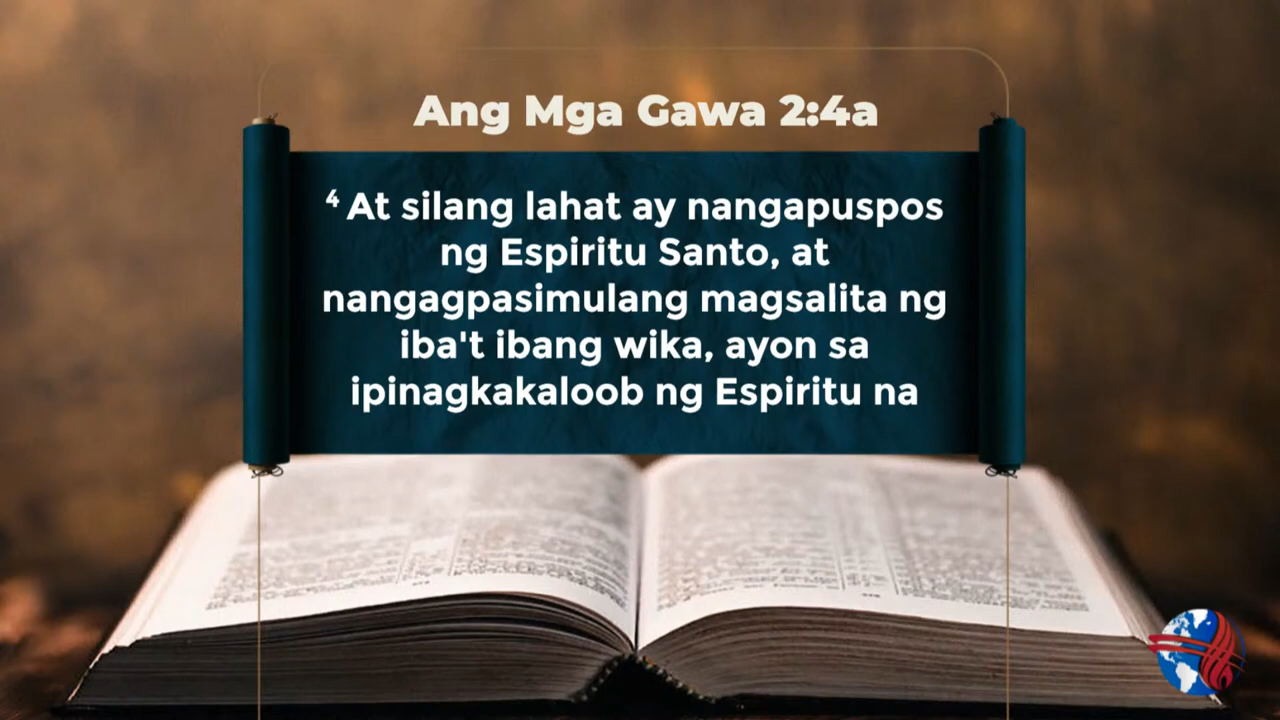 Ang Mga Gawa 2:4a
⁴ At silang lahat ay nangapuspos
ng Espiritu Santo, at
nangagpasimulang magsalita ng
iba't ibang wika, ayon sa
ipinagkakaloob ng Espiritu na